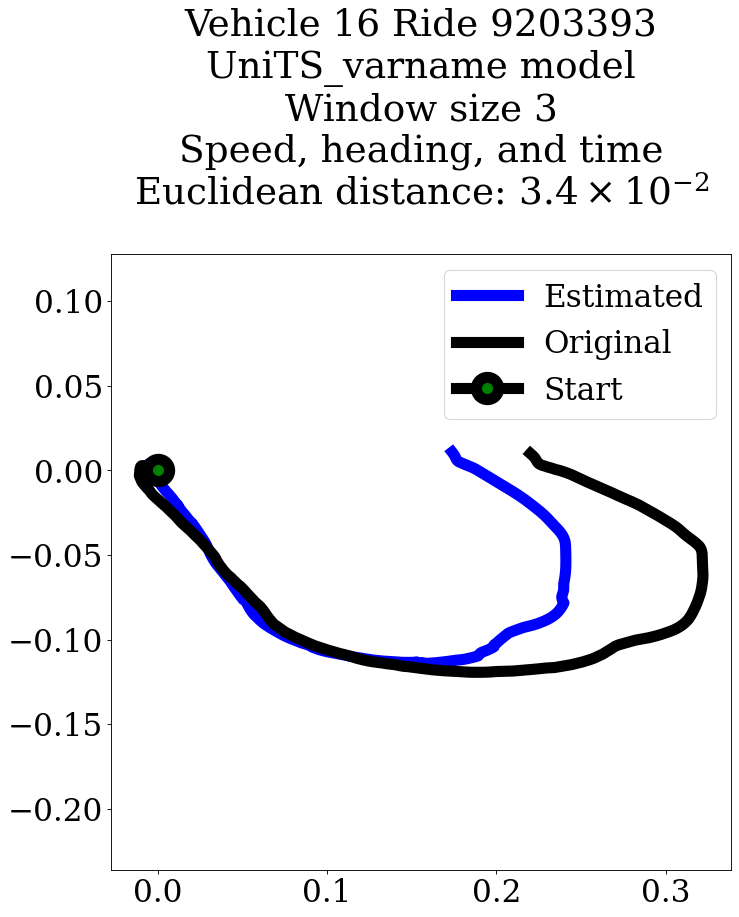 Vehicle 16 Ride 9203393
UniTS_varname model
Window size 3
Speed, heading, and time
Euclidean distance: 3.4 × 10⁻²
Estimated
Original
Start
0.10
0.05
0.00
−0.05
−0.10
−0.15
−0.20
0.0 0.1 0.2 0.3